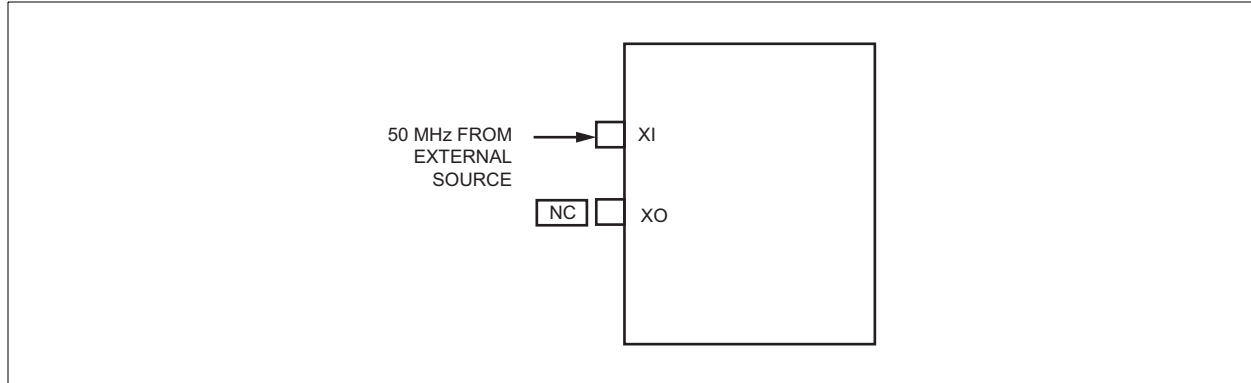 50 MHz FROM
EXTERNAL
SOURCE
XI
NC
XO